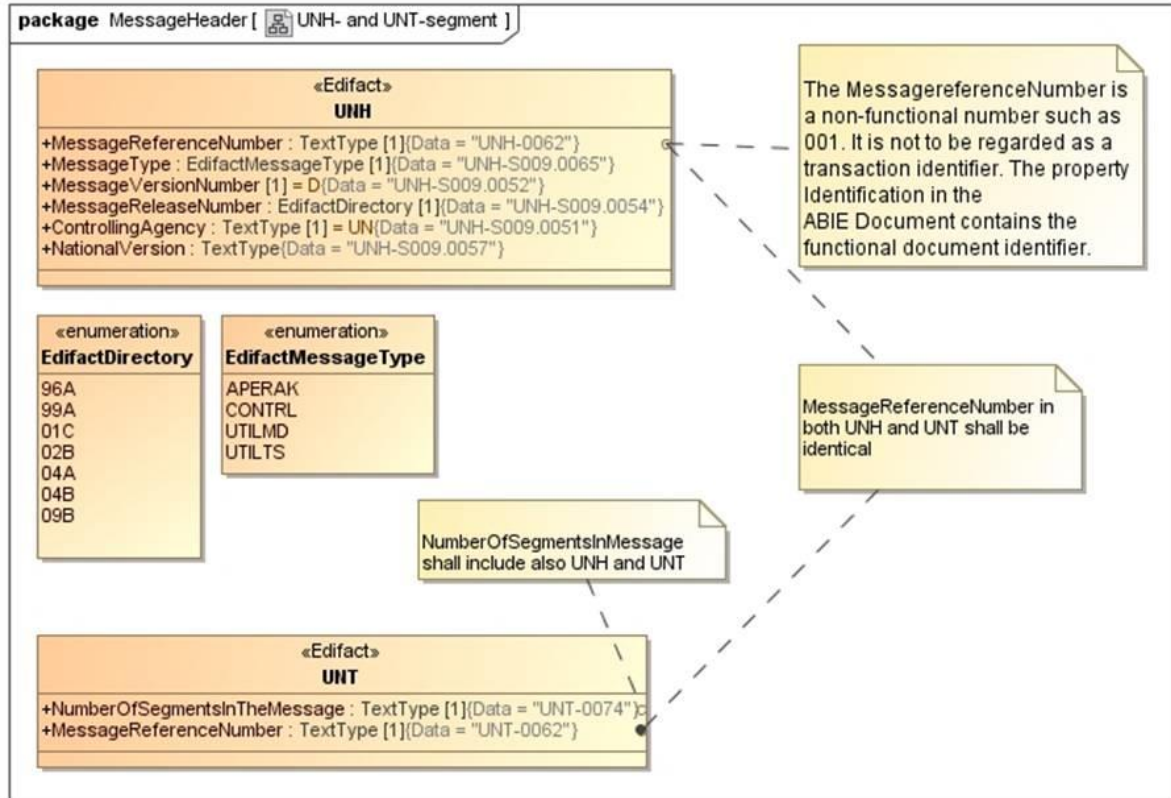 package MessageHeader [ UNH- and UNT-segment ]
«Edifact»
UNH
+MessageReferenceNumber : TextType [1]{Data = "UNH-0062"}
+MessageType : EdifactMessageType [1]{Data = "UNH-S009.0065"}
+MessageVersionNumber [1] = D{Data = "UNH-S009.0052"}
+MessageReleaseNumber : EdifactDirectory [1]{Data = "UNH-S009.0054"}
+ControllingAgency : TextType [1] = UN{Data = "UNH-S009.0051"}
+NationalVersion : TextType{Data = "UNH-S009.0057"}
The MessagereferenceNumber is
a non-functional number such as
001. It is not to be regarded as a
transaction identifier. The property
Identification in the
ABIE Document contains the
functional document identifier.
«enumeration»
EdifactDirectory
96A
99A
01C
02B
04A
04B
09B
«enumeration»
EdifactMessageType
APERAK
CONTRL
UTILMD
UTILTS
MessageReferenceNumber in
both UNH and UNT shall be
identical
NumberOfSegmentsInMessage
shall include also UNH and UNT
«Edifact»
UNT
+NumberOfSegmentsInTheMessage : TextType [1]{Data = "UNT-0074"}
+MessageReferenceNumber : TextType [1]{Data = "UNT-0062"}